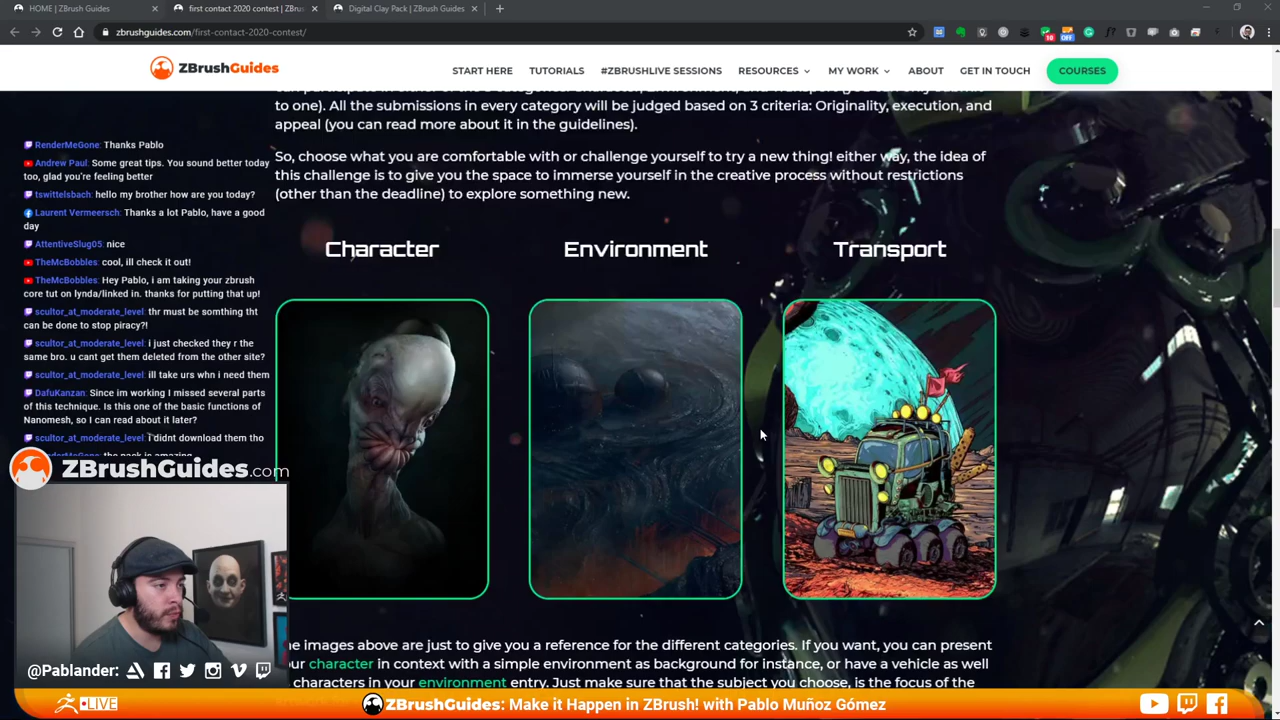 HOME | ZBrush Guides
first contact 2020 contest | ZBru
Digital Clay Pack | ZBrush Guides
zbrushguides.com/first-contact-2020-contest/
10
OFF
ZBRUSHGuides
START HERE
TUTORIALS
#ZBRUSHLIVE SESSIONS
RESOURCES
MY WORK
ABOUT
GET IN TOUCH
COURSES
to one). All the submissions in every category will be judged based on 3 criteria: Originality, execution, and
appeal (you can read more about it in the guidelines).
So, choose what you are comfortable with or challenge yourself to try a new thing! either way, the idea of
this challenge is to give you the space to immerse yourself in the creative process without restrictions
(other than the deadline) to explore something new.
RenderMeGone: Thanks Pablo
Andrew Paul: Some great tips. You sound better today
too, glad you're feeling better
tswittelsbach: hello my brother how are you today?
Laurent Vermeersch: Thanks a lot Pablo, have a good
day
AttentiveSlug05: nice
TheMcBobbles: cool, ill check it out!
TheMcBobbles: Hey Pablo, i am taking your zbrush
core tut on lynda/linked in. thanks for putting that up!
scultor_at_moderate_level: thr must be somthing tht
can be done to stop piracy?!
scultor_at_moderate_level: i just checked they r the
same bro. u cant get them deleted from the other site?
scultor_at_moderate_level: ill take urs whn i need them
DafuKanzan: Since im working I missed several parts
of this technique. Is this one of the basic functions of
Nanomesh, so I can read about it later?
scultor_at_moderate_level: i didnt download them tho
Character
Environment
Transport
ZBrushGuides.com
@Pablander:
he images above are just to give you a reference for the different categories. If you want, you can present
ur character in context with a simple environment as background for instance, or have a vehicle as well
characters in your environment entry. Just make sure that the subject you choose, is the focus of the
LIVE
ZBrushGuides: Make it Happen in ZBrush! with Pablo Muñoz Gómez